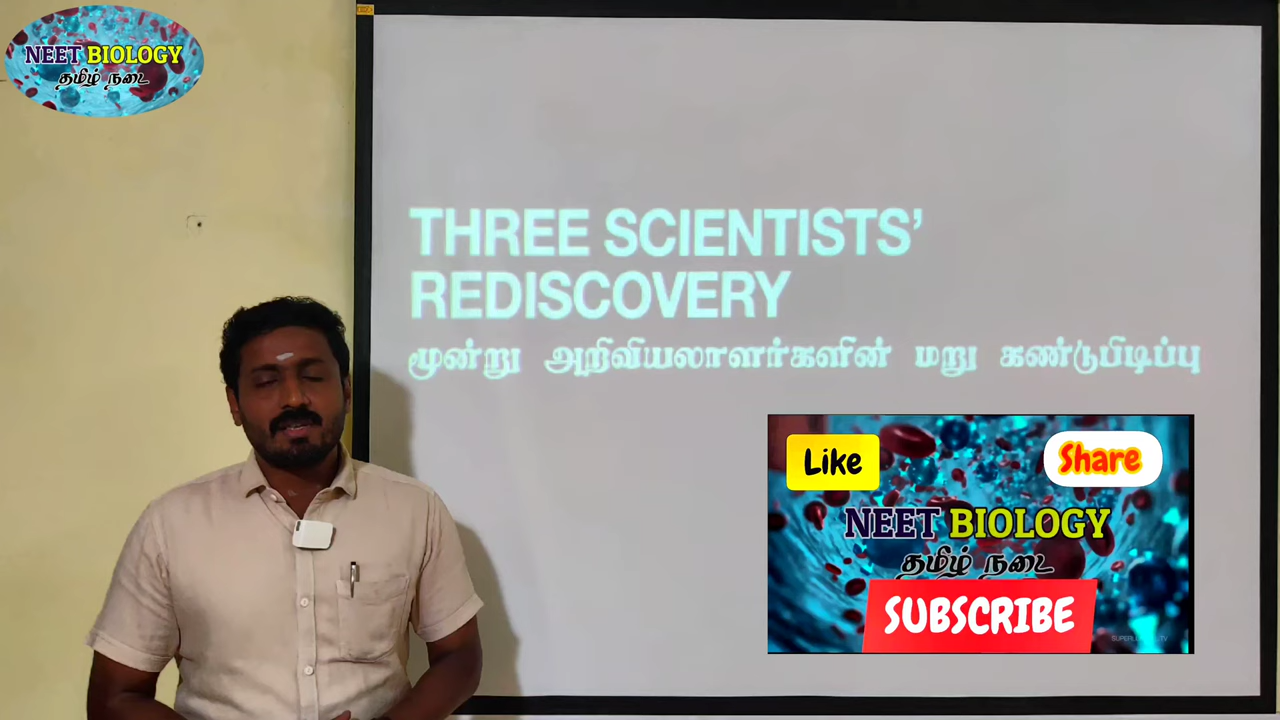 NEET BIOLOGY
தமிழ் நடை
THREE SCIENTISTS’
REDISCOVERY
மூன்று அறிவியலாளர்களின் மறு கண்டுபிடிப்பு
Like
Share
NEET BIOLOGY
தமிழ் நடை
SUBSCRIBE